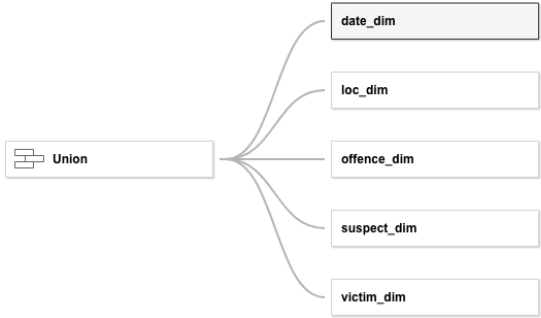 date_dim
loc_dim
Union
offence_dim
suspect_dim
victim_dim